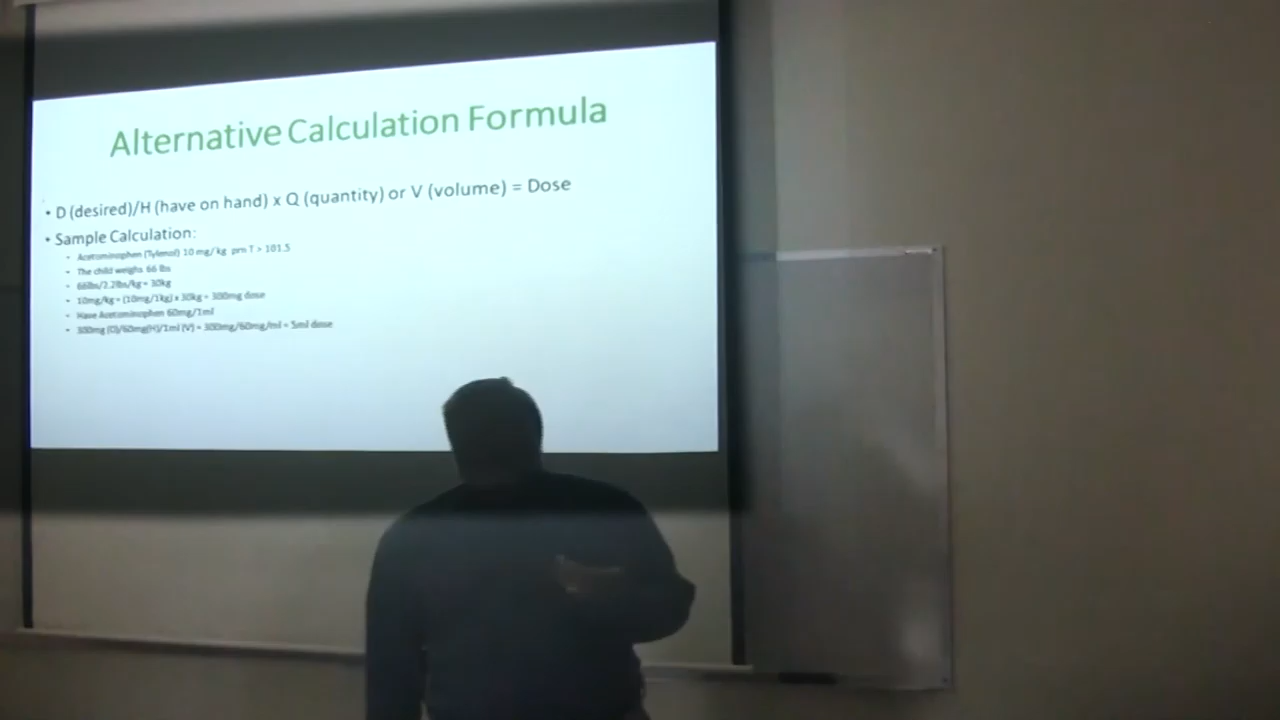 Alternative Calculation Formula
• D (desired)/H (have on hand) x Q (quantity) or V (volume) = Dose
• Sample Calculation:
• Acetominophen (Tylenol) 10 mg/kg prn T > 101.5
• The child weighs 66 lbs
• 66lbs/2.2lbs/kg = 30kg
• 10mg/kg = (10mg/1kg) x 30kg = 300mg dose
• Have Acetominophen 60mg/1ml
• 300mg (D)/60mg(H)/1ml (V) = 300mg/60mg/ml = 5ml dose